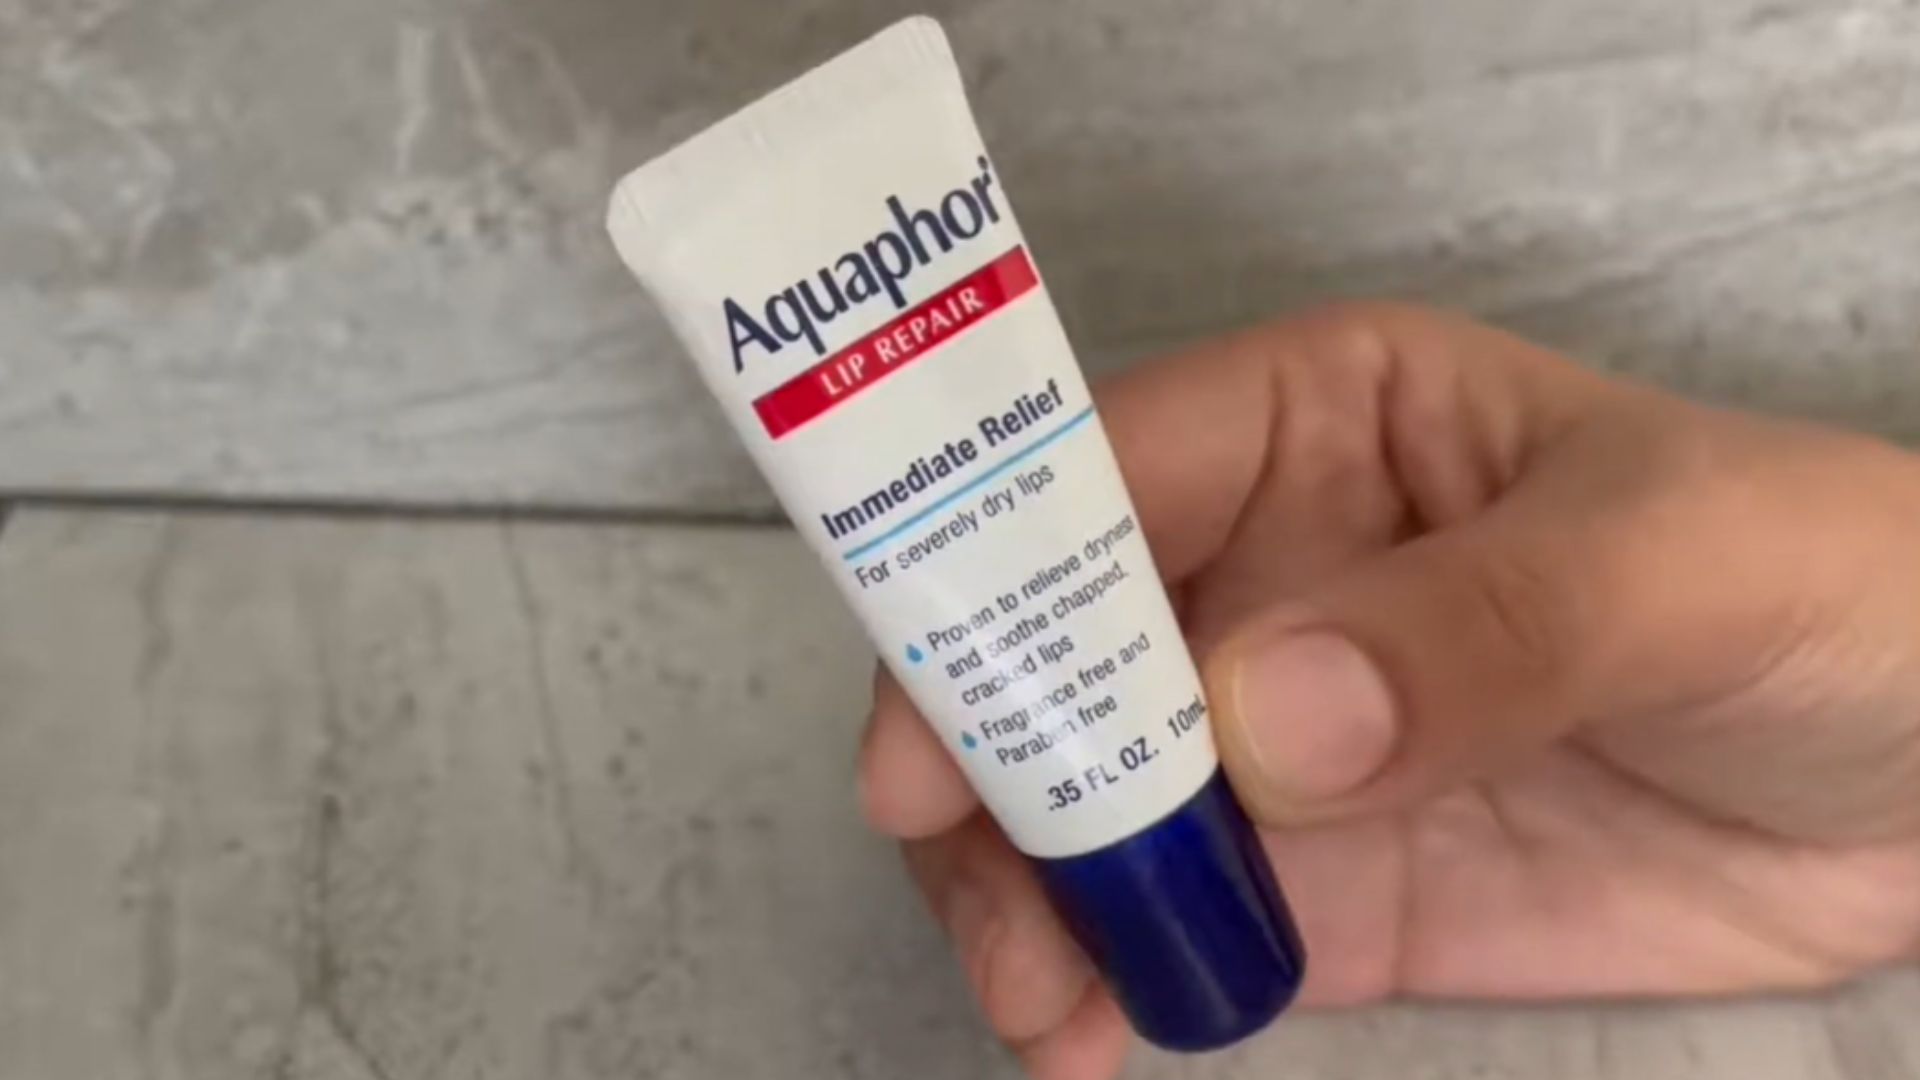 Aquaphor
LIP REPAIR
Immediate Relief
For severely dry lips
Proven to relieve dryness
and soothe chapped,
cracked lips
Fragrance free and
Paraben free
.35 FL OZ. 10mL